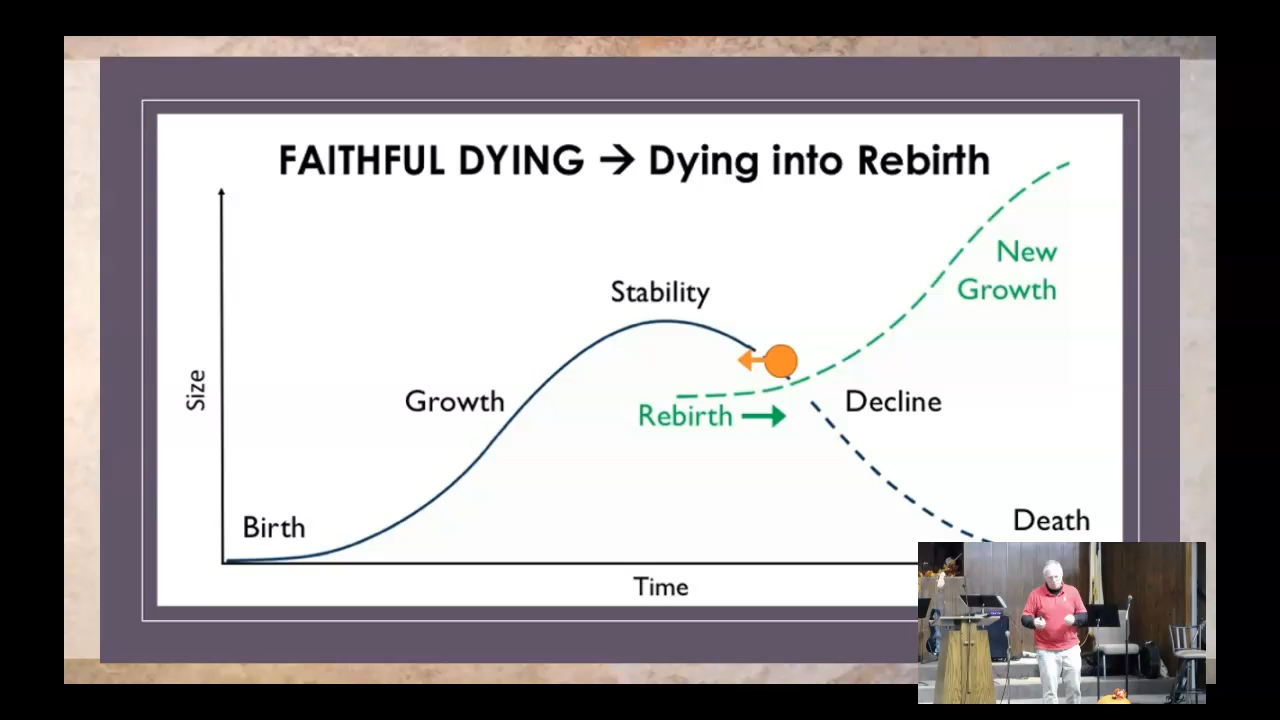 FAITHFUL DYING → Dying into Rebirth
New
Growth
Stability
Size
Growth
Rebirth
Decline
Birth
Death
Time